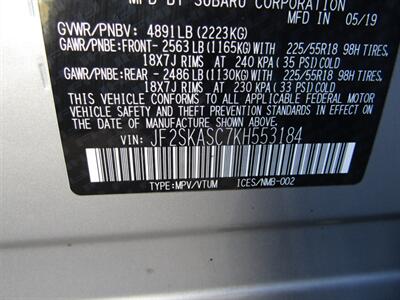 MFD BY SUBARU CORPORATION
MFD IN 05/19
GVWR/PNBV: 4891LB (2223KG)
GAWR/PNBE:FRONT- 2563 LB (1165KG) WITH 225/55R18 98H TIRES,
18X7J RIMS AT 240 KPA (35 PSI) COLD
GAWR/PNBE:REAR - 2486 LB (1130KG) WITH 225/55R18 98H TIRES,
18X7J RIMS AT 230 KPA (33 PSI) COLD
THIS VEHICLE CONFORMS TO ALL APPLICABLE FEDERAL MOTOR
VEHICLE SAFETY AND THEFT PREVENTION STANDARDS IN EFFECT
ON THE DATE OF MANUFACTURE SHOWN ABOVE.
VIN: JF2SKASC7KH553184
TYPE:MPV/VTUM ICES/NMB-002